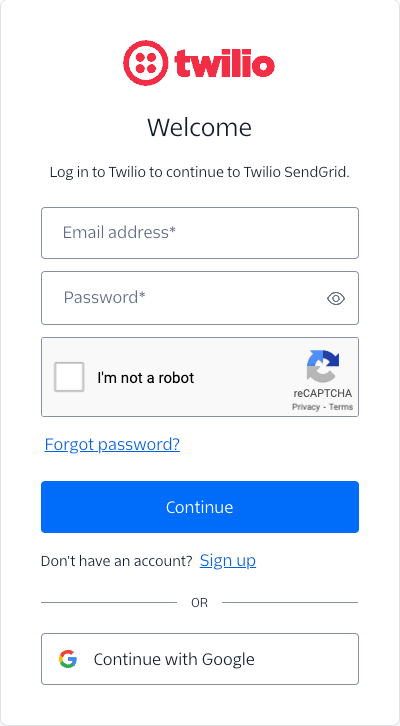 twilio
Welcome
Log in to Twilio to continue to Twilio SendGrid.
Email address*
Password*
I'm not a robot
reCAPTCHA
Privacy - Terms
Forgot password?
Continue
Don't have an account? Sign up
OR
Continue with Google